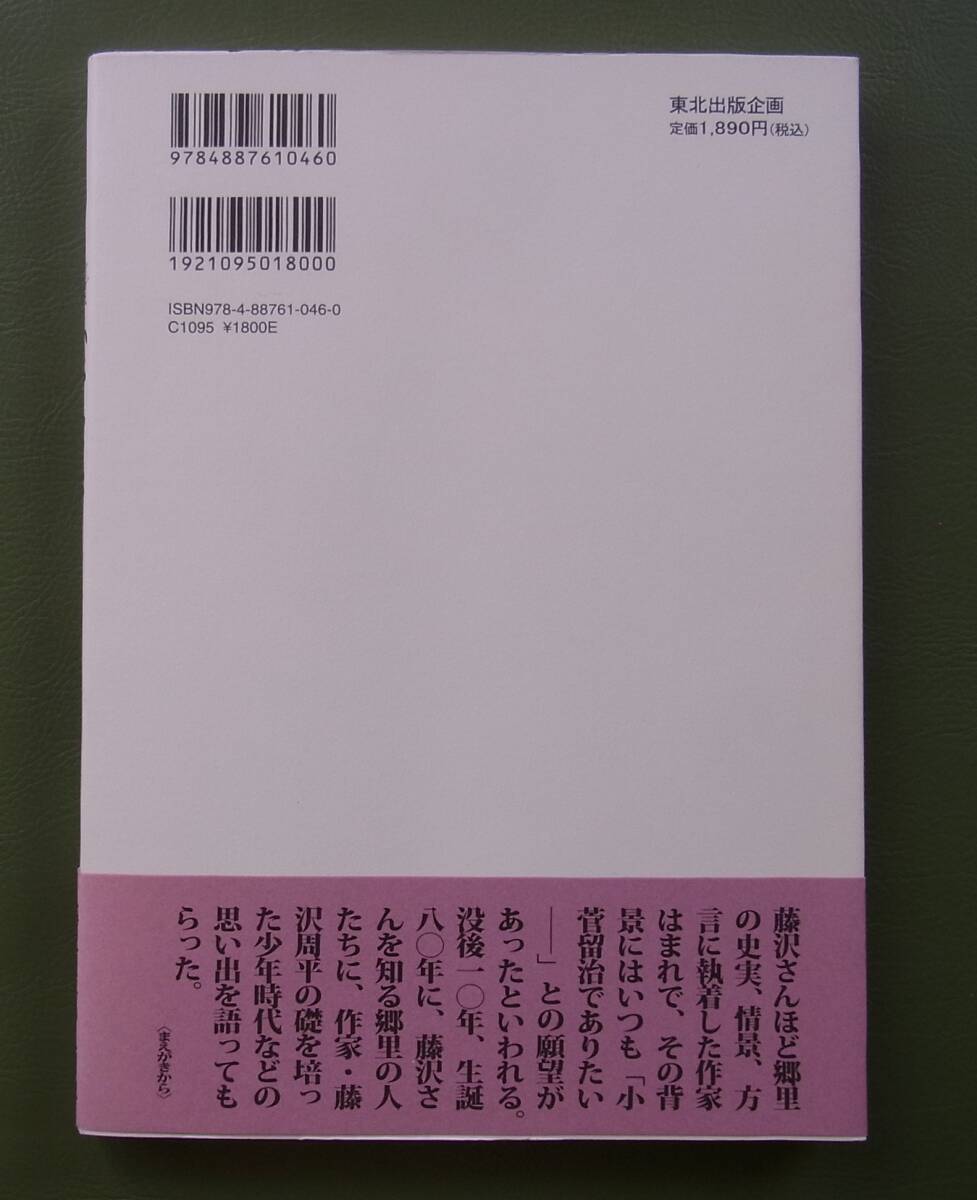 9784887610460
1921095018000
ISBN978-4-88761-046-0
C1095 ¥1800E
東北出版企画
定価1,890円(税込)
藤沢さんほど郷里
の史実、情景、方
言に執着した作家
はまれで、その背
景にはいつも「小
菅留治でありたい
――」との願望が
あったといわれる。
没後一〇年、生誕
八〇年に、藤沢さ
んを知る郷里の人
たちに、作家・藤
沢周平の礎を培っ
た少年時代などの
思い出を語っても
らった。
〈まえがきから〉